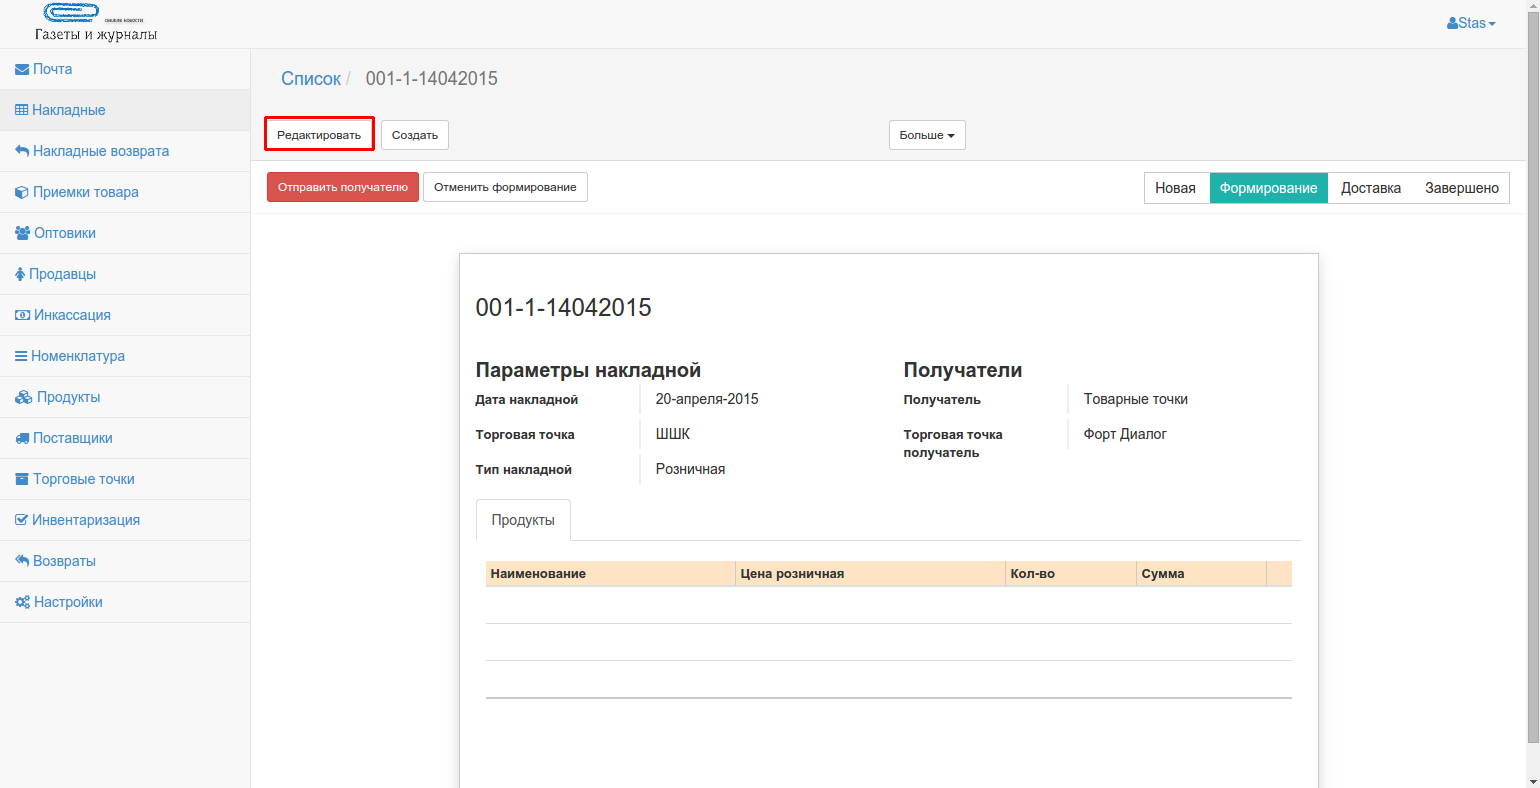 Газеты и журналы
Stas
Почта
Накладные
Накладные возврата
Приемки товара
Оптовики
Продавцы
Инкассация
Номенклатура
Продукты
Поставщики
Торговые точки
Инвентаризация
Возвраты
Настройки
Список / 001-1-14042015
Редактировать Создать Больше
Отправить получателю Отменить формирование Новая Формирование Доставка Завершено
001-1-14042015
Параметры накладной
Дата накладной 20-апреля-2015
Торговая точка ШШК
Тип накладной Розничная
Получатели
Получатель Товарные точки
Торговая точка получатель Форт Диалог
Продукты
Наименование Цена розничная Кол-во Сумма